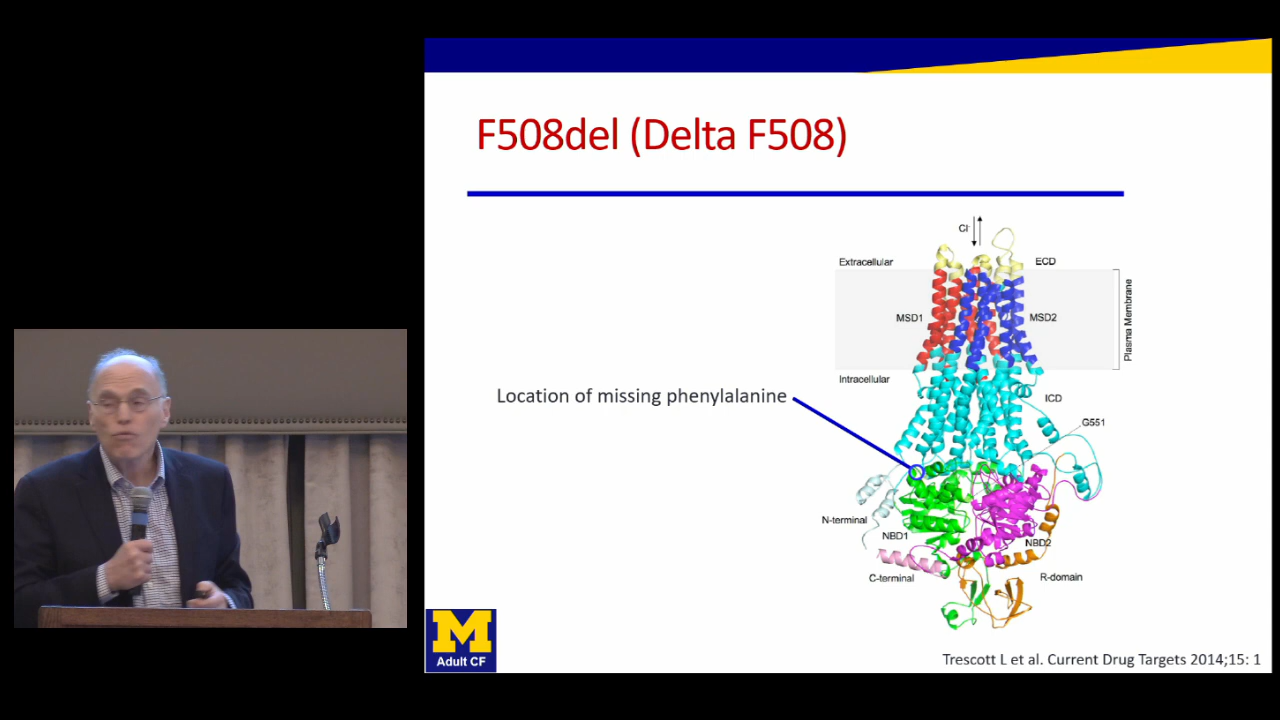 F508del (Delta F508)
Cl-
Extracellular
ECD
MSD1
MSD2
Plasma Membrane
Intracellular
Location of missing phenylalanine
ICD
G551
N-terminal
NBD1
NBD2
C-terminal
R-domain
M
Adult CF
Trescott L et al. Current Drug Targets 2014;15: 1